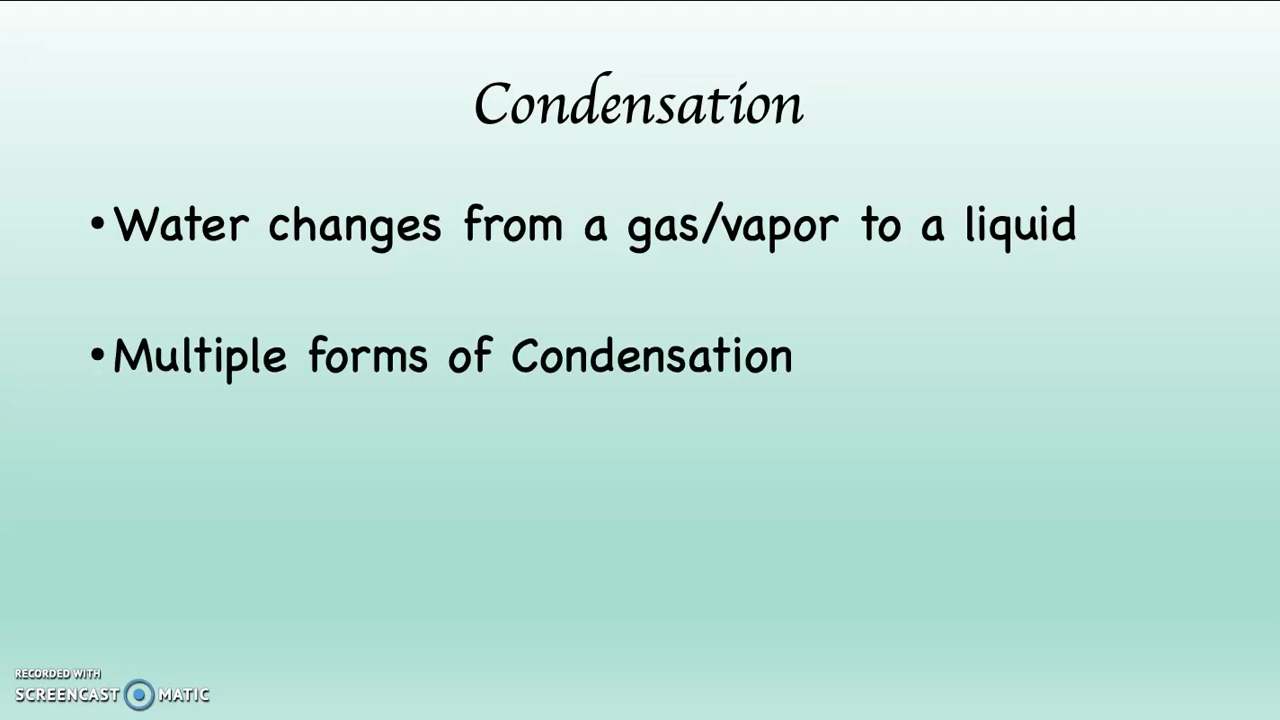 Condensation
•Water changes from a gas/vapor to a liquid
•Multiple forms of Condensation
RECORDED WITH
SCREENCAST MATIC